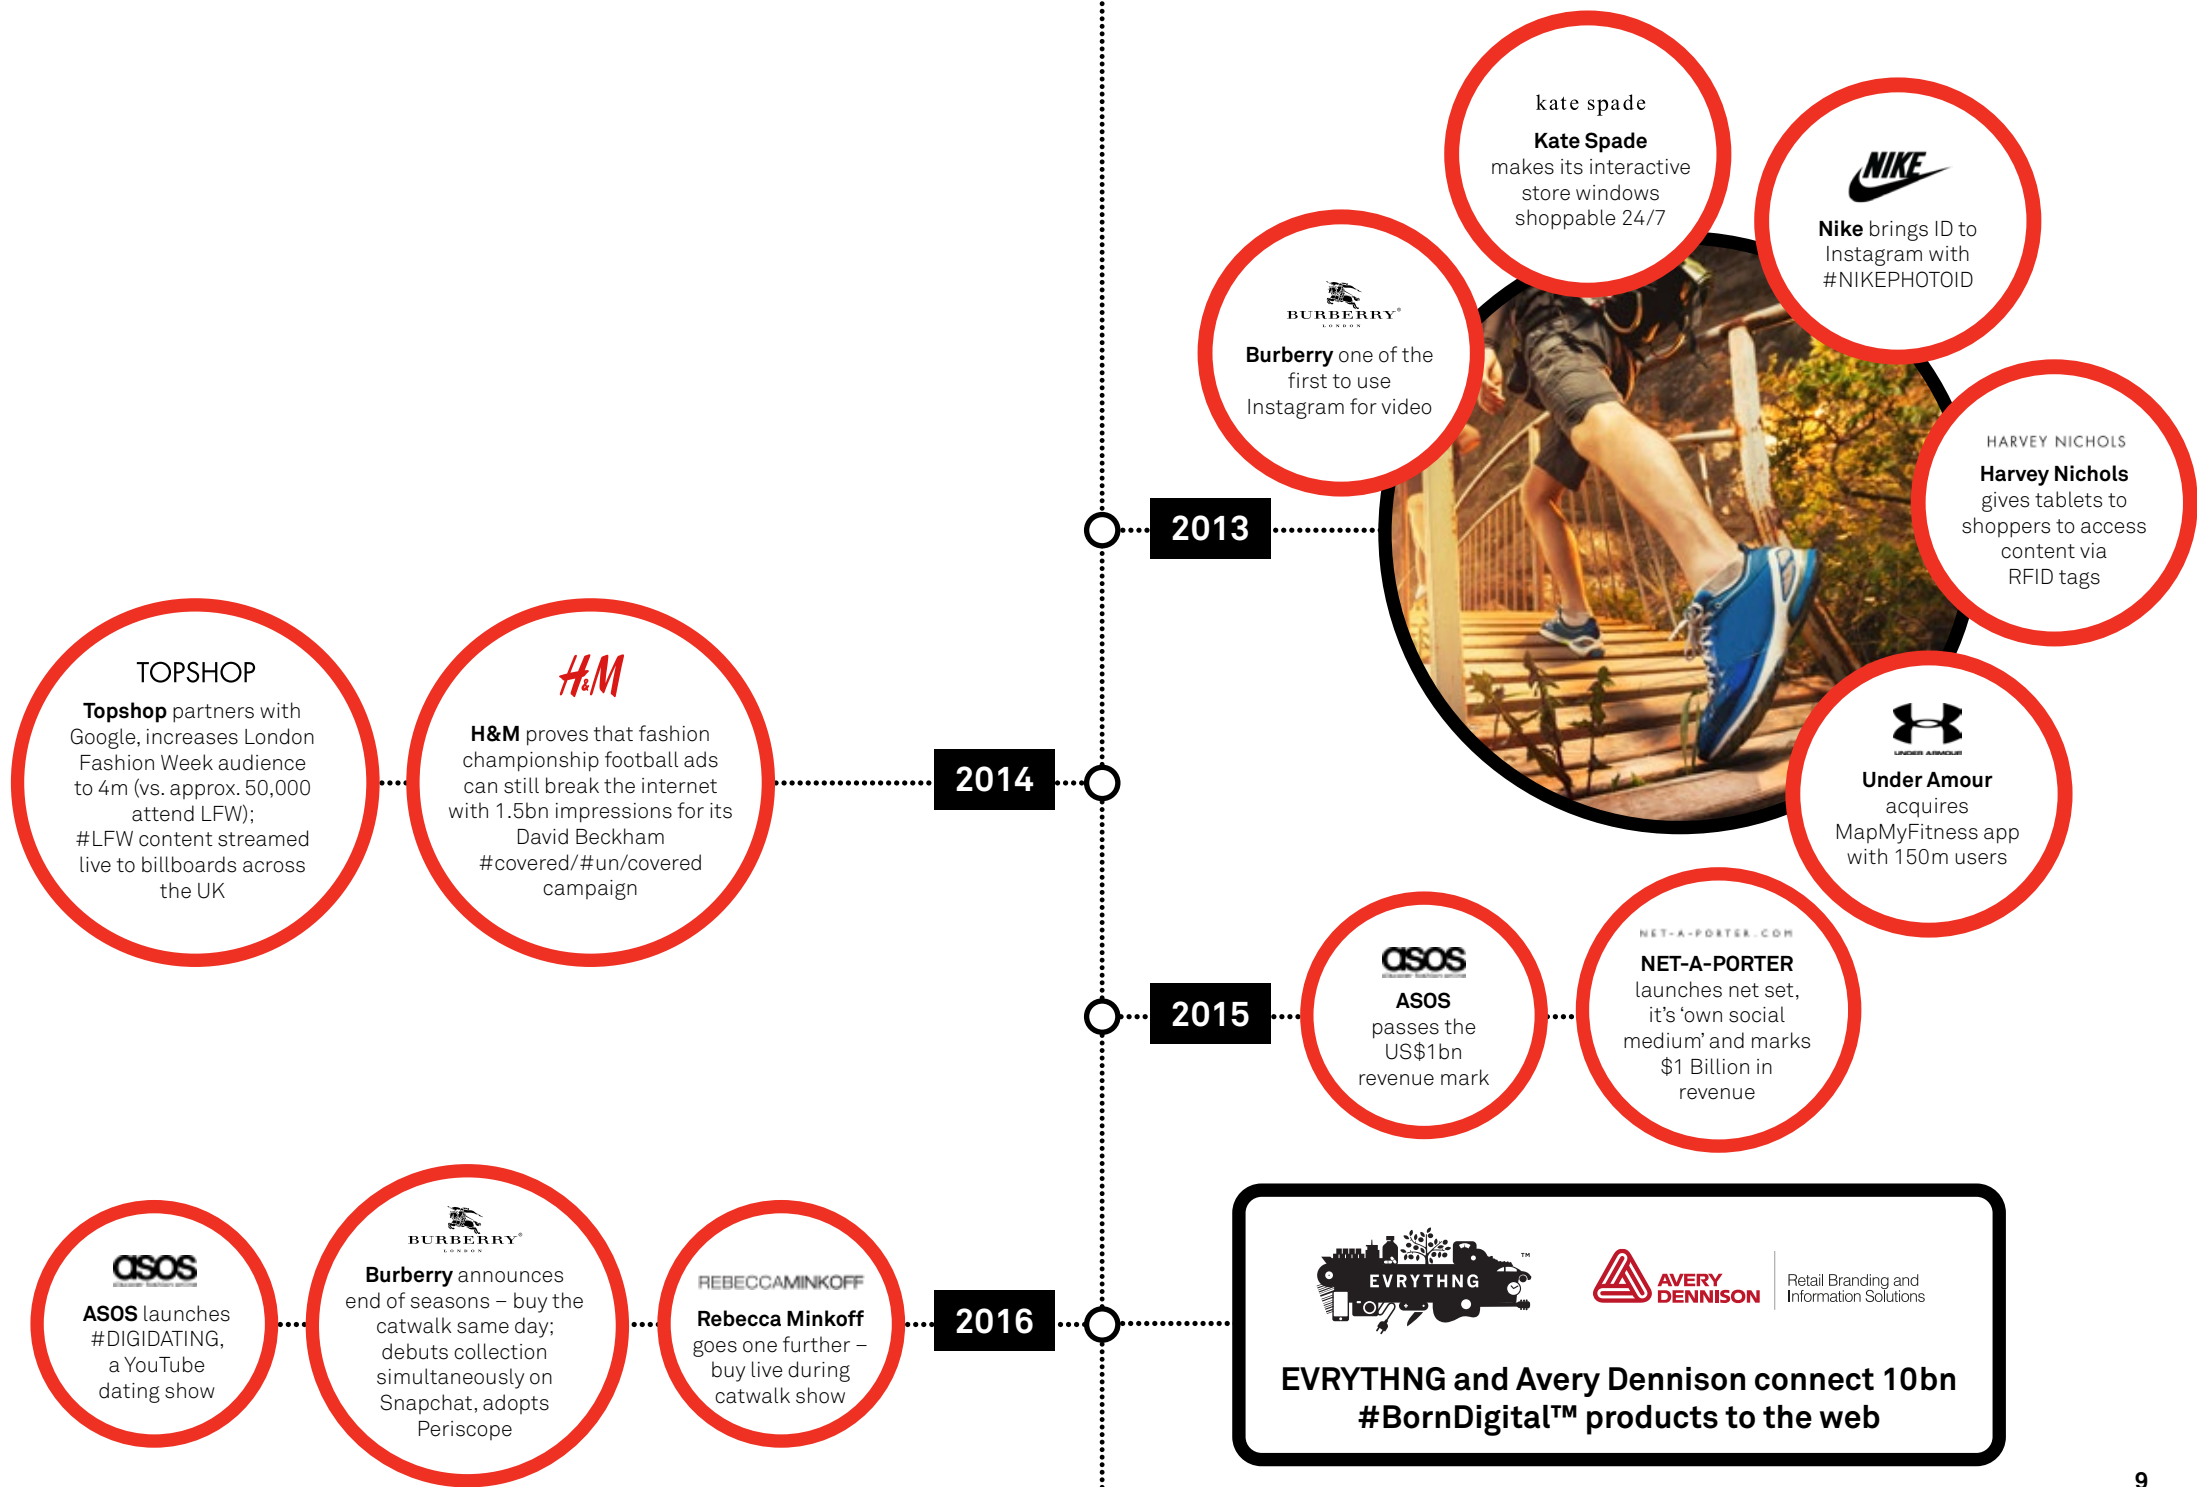 kate spade
Kate Spade
makes its interactive
store windows
shoppable 24/7
NIKE
Nike brings ID to
Instagram with
#NIKEPHOTOID
BURBERRY®
LONDON
Burberry one of the
first to use
Instagram for video
HARVEY NICHOLS
Harvey Nichols
gives tablets to
shoppers to access
content via
RFID tags
2013
UNDER ARMOUR
Under Amour
acquires
MapMyFitness app
with 150m users
TOPSHOP
Topshop partners with
Google, increases London
Fashion Week audience
to 4m (vs. approx. 50,000
attend LFW);
#LFW content streamed
live to billboards across
the UK
H&M
H&M proves that fashion
championship football ads
can still break the internet
with 1.5bn impressions for its
David Beckham
#covered/#un/covered
campaign
2014
2015
asos
ASOS
passes the
US$1bn
revenue mark
NET-A-PORTER.COM
NET-A-PORTER
launches net set,
it's ‘own social
medium’ and marks
$1 Billion in
revenue
asos
ASOS launches
#DIGIDATING,
a YouTube
dating show
BURBERRY®
LONDON
Burberry announces
end of seasons – buy the
catwalk same day;
debuts collection
simultaneously on
Snapchat, adopts
Periscope
REBECCAMINKOFF
Rebecca Minkoff
goes one further –
buy live during
catwalk show
2016
EVRYTHNG
TM
AVERY
DENNISON
Retail Branding and
Information Solutions
EVRYTHNG and Avery Dennison connect 10bn
#BornDigital™ products to the web
9